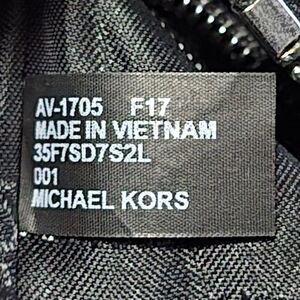 AV-1705 F17
MADE IN VIETNAM
35F7SD7S2L
001
MICHAEL KORS